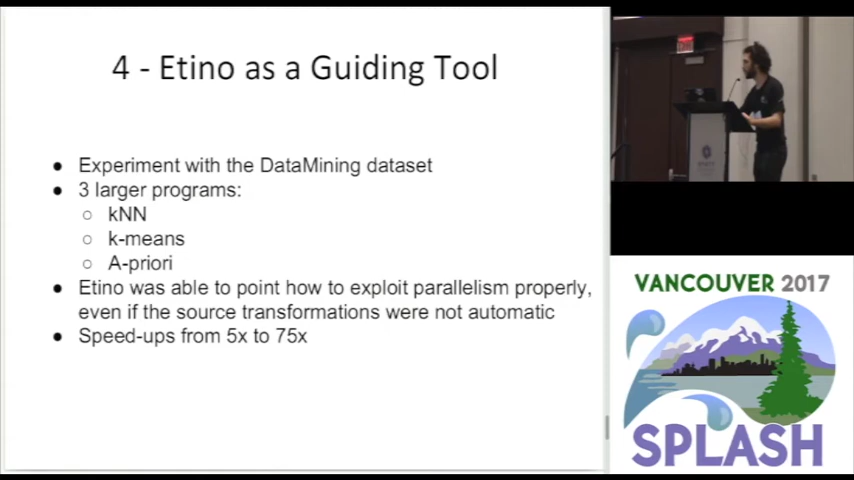 4 - Etino as a Guiding Tool
● Experiment with the DataMining dataset
● 3 larger programs:
○ kNN
○ k-means
○ A-priori
● Etino was able to point how to exploit parallelism properly,
even if the source transformations were not automatic
● Speed-ups from 5x to 75x
VANCOUVER 2017
SPLASH